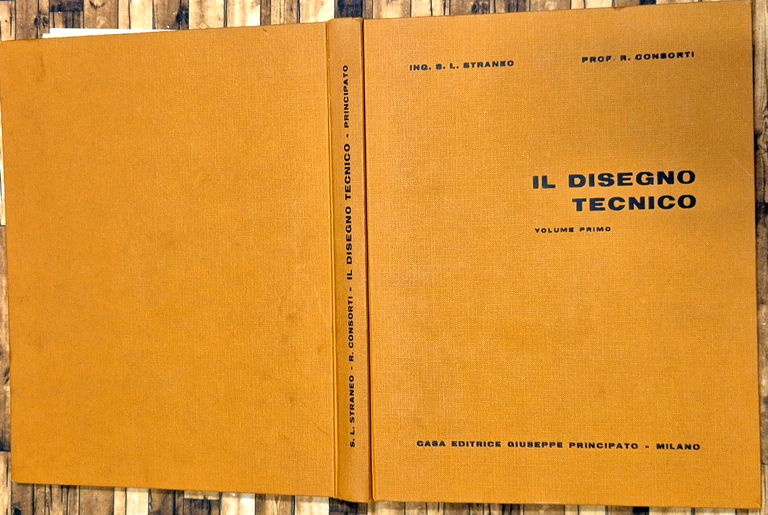 S. L. STRANEO - R. CONSORTI - IL DISEGNO TECNICO - PRINCIPATO
ING. S. L. STRANEO
PROF. R. CONSORTI
IL DISEGNO
TECNICO
VOLUME PRIMO
CASA EDITRICE GIUSEPPE PRINCIPATO - MILANO